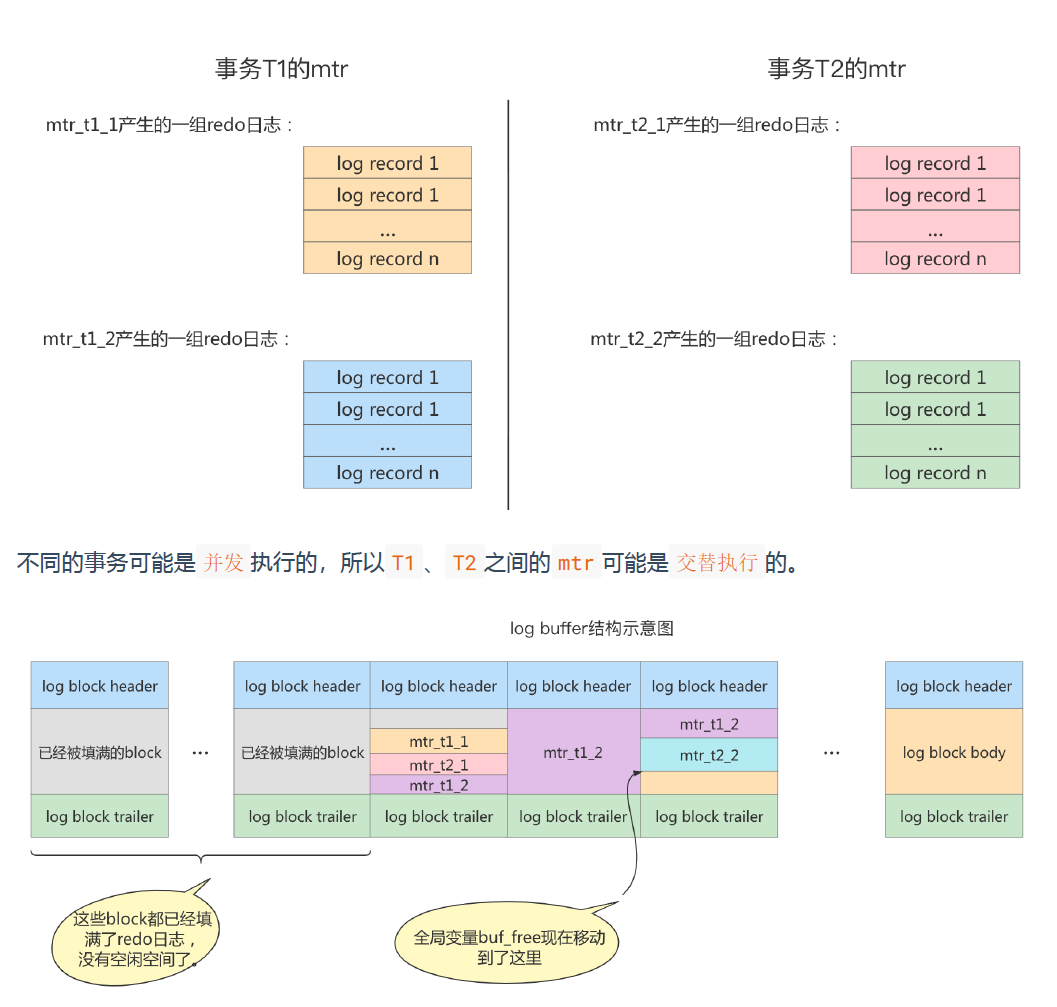 事务T1的mtr
事务T2的mtr
mtr_t1_1产生的一组redo日志：
log record 1
log record 1
...
log record n
mtr_t2_1产生的一组redo日志：
log record 1
log record 1
...
log record n
mtr_t1_2产生的一组redo日志：
log record 1
log record 1
...
log record n
mtr_t2_2产生的一组redo日志：
log record 1
log record 1
...
log record n
不同的事务可能是 并发 执行的，所以 T1 、 T2 之间的 mtr 可能是 交替执行 的。
log buffer结构示意图
log block header
已经被填满的block
log block trailer
...
log block header
已经被填满的block
log block trailer
log block header
mtr_t1_1
mtr_t2_1
mtr_t1_2
log block trailer
log block header
mtr_t1_2
log block trailer
log block header
mtr_t1_2
mtr_t2_2
log block trailer
...
log block header
log block body
log block trailer
这些block都已经填
满了redo日志，
没有空闲空间了。
全局变量buf_free现在移动
到了这里